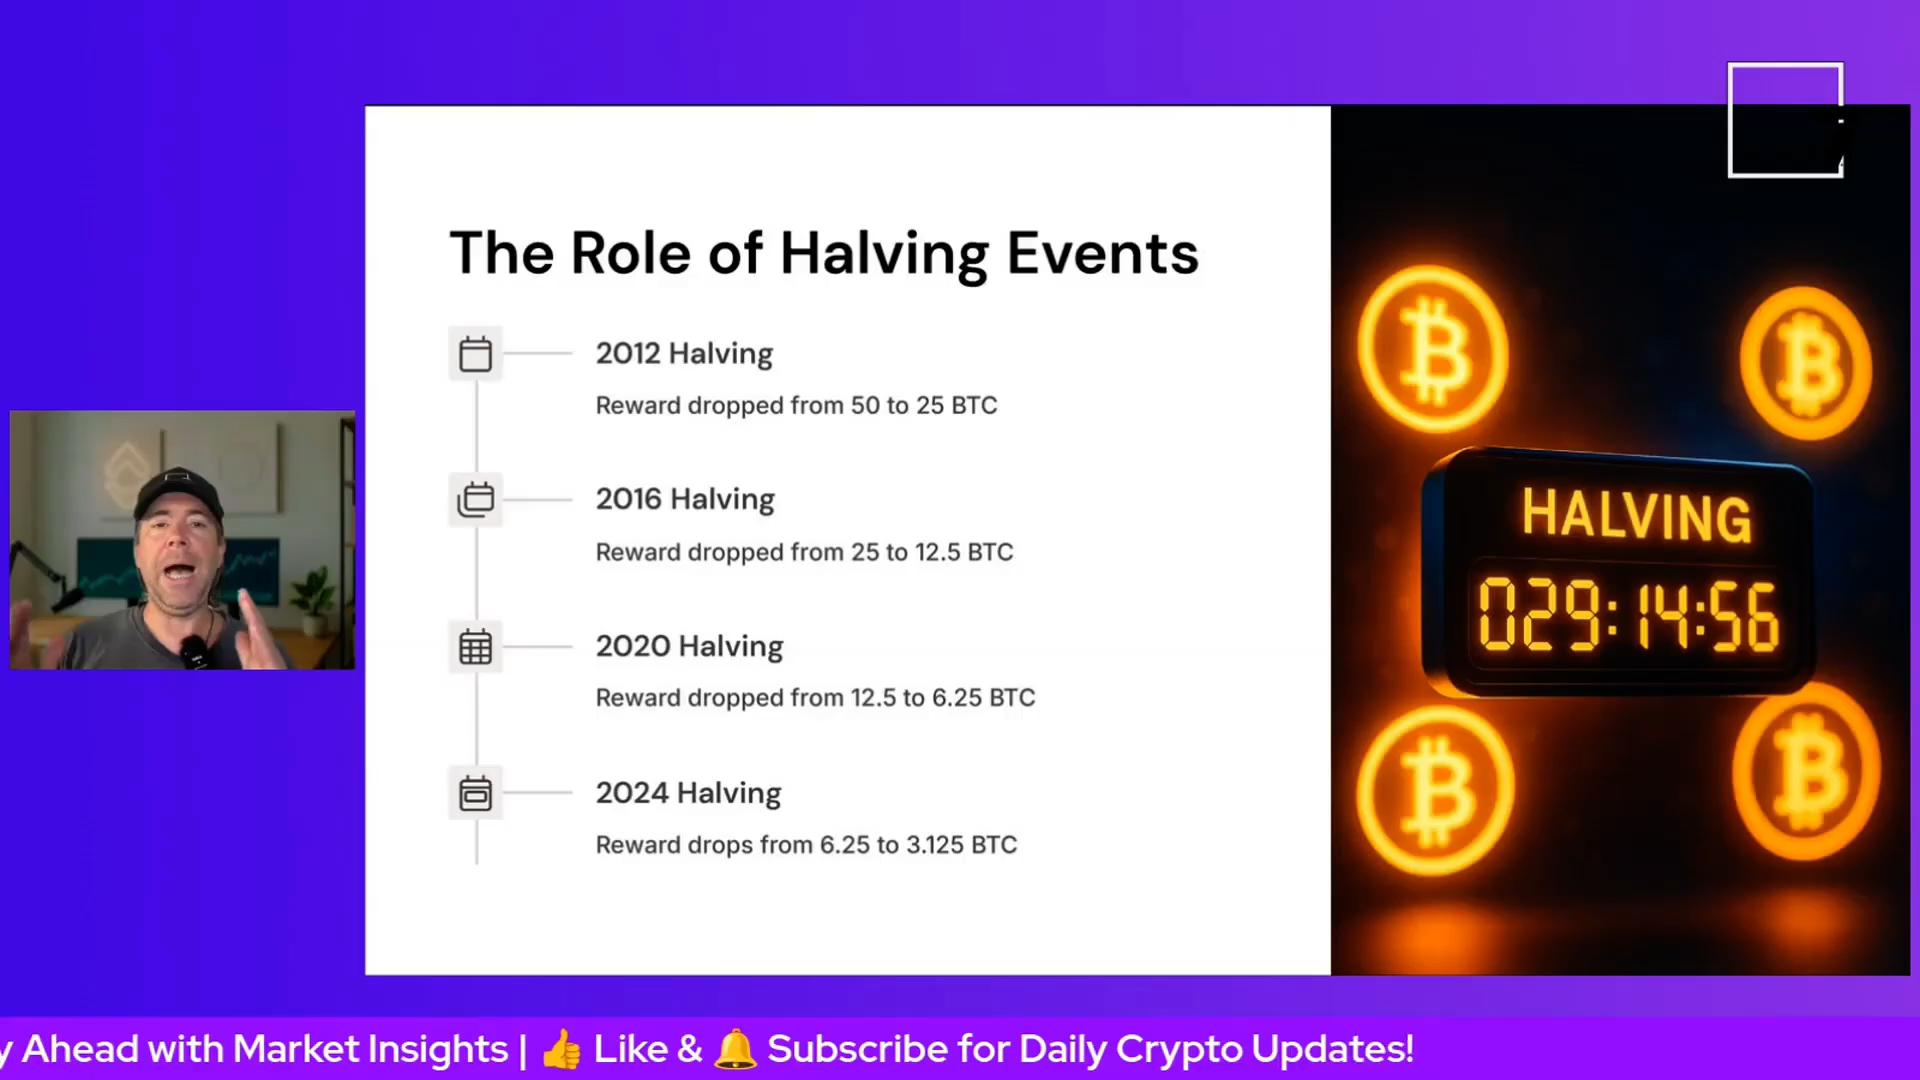 The Role of Halving Events
2012 Halving
Reward dropped from 50 to 25 BTC
2016 Halving
Reward dropped from 25 to 12.5 BTC
2020 Halving
Reward dropped from 12.5 to 6.25 BTC
2024 Halving
Reward drops from 6.25 to 3.125 BTC
HALVING
029:14:56
y Ahead with Market Insights | 👍 Like & 🔔 Subscribe for Daily Crypto Updates!